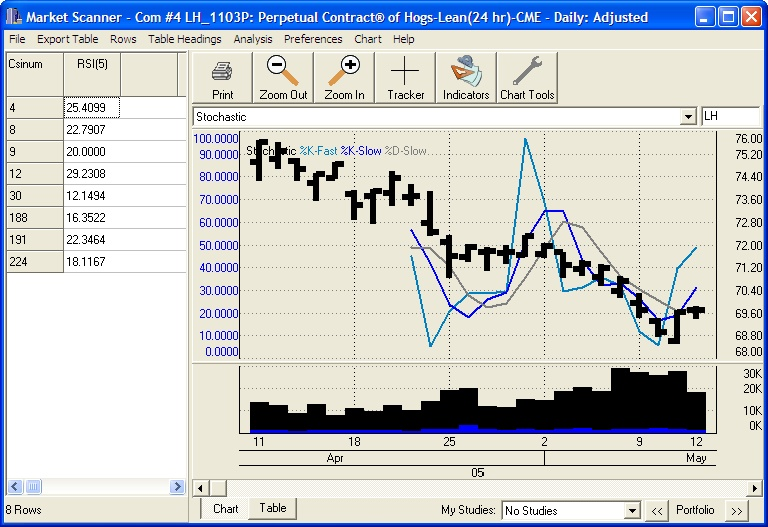 Market Scanner - Com #4 LH_1103P: Perpetual Contract® of Hogs-Lean(24 hr)-CME - Daily: Adjusted
File Export Table Rows Table Headings Analysis Preferences Chart Help
Csinum RSI(5)
4 25.4099
8 22.7907
9 20.0000
12 29.2308
30 12.1494
188 16.3522
191 22.3464
224 18.1167
8 Rows
Print Zoom Out Zoom In Tracker Indicators Chart Tools
Stochastic LH
Stochastic %K-Fast %K-Slow %D-Slow
100.0000 76.00
90.0000 75.20
80.0000 74.40
70.0000 73.60
60.0000 72.80
50.0000 72.00
40.0000 71.20
30.0000 70.40
20.0000 69.60
10.0000 68.80
0.0000 68.00
30K
20K
10K
0K
11 18 25 2 9 12
Apr May
05
Chart Table My Studies: No Studies << Portfolio >>